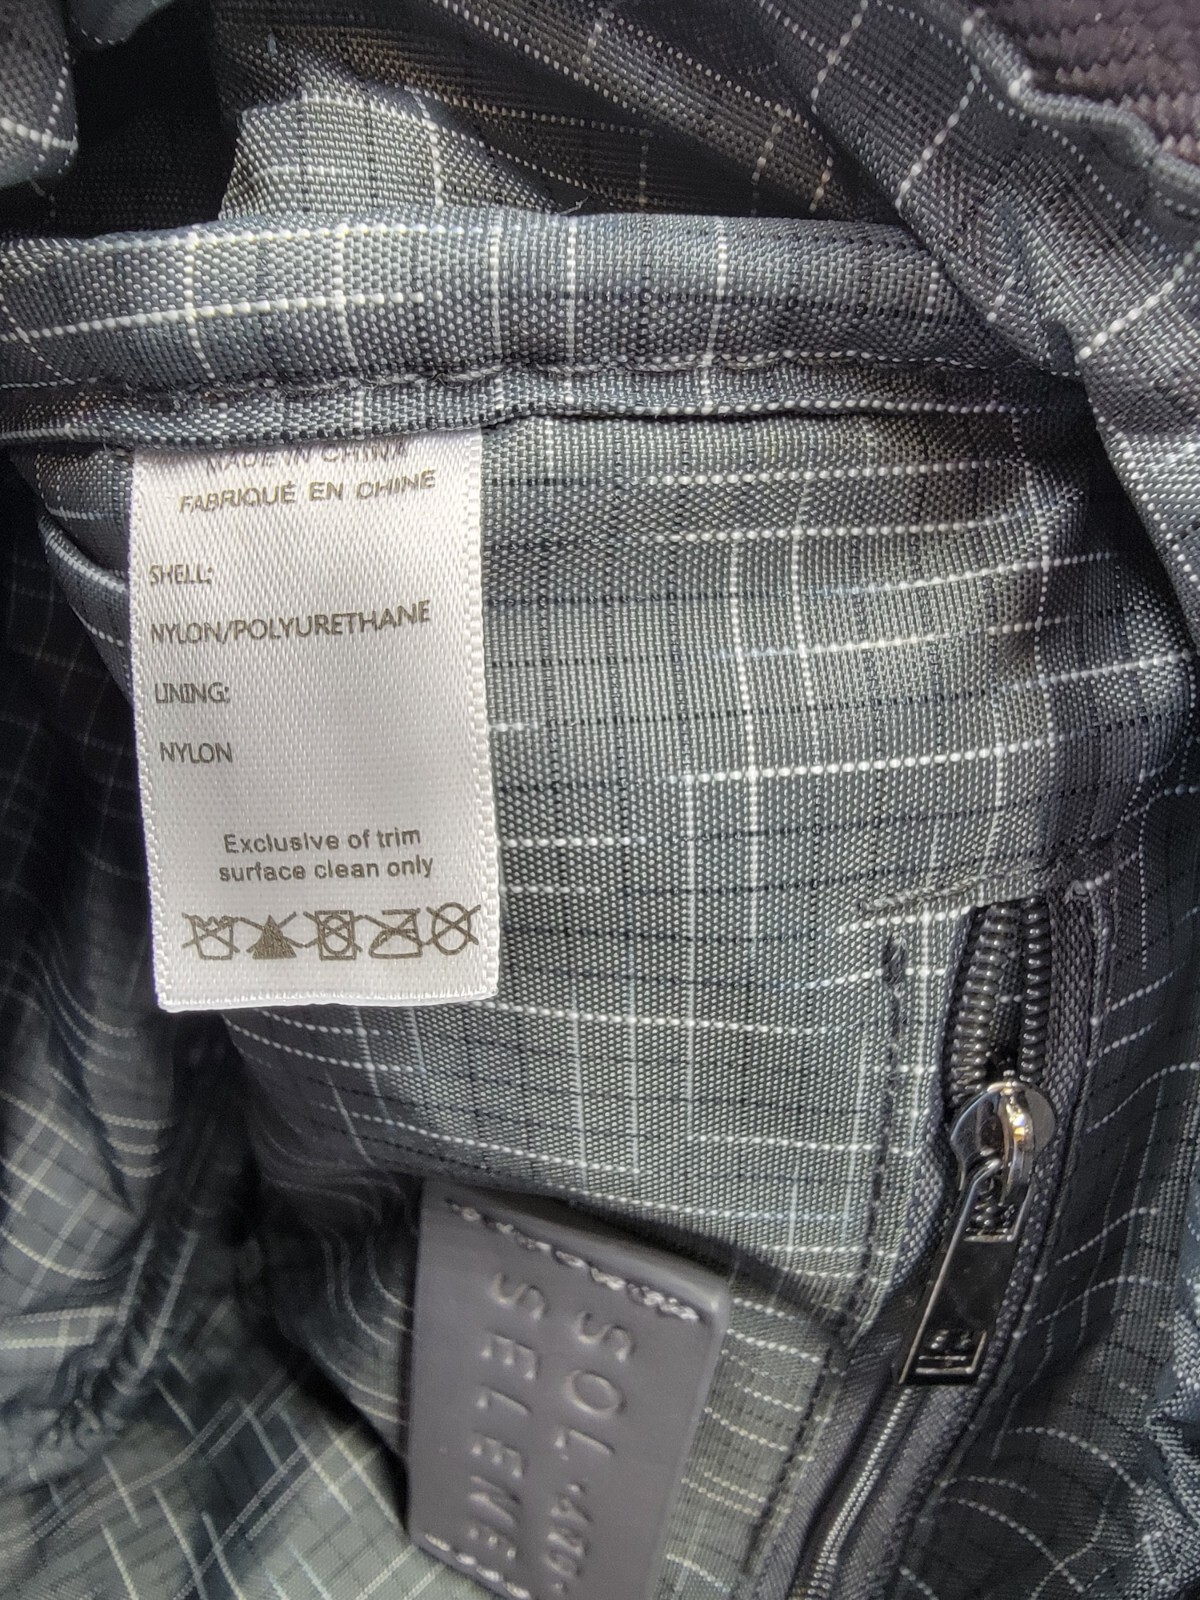 MADE IN CHINA
FABRIQUÉ EN CHINE
SHELL:
NYLON/POLYURETHANE
LINING:
NYLON
Exclusive of trim
surface clean only
SOL·AND·
SELENE